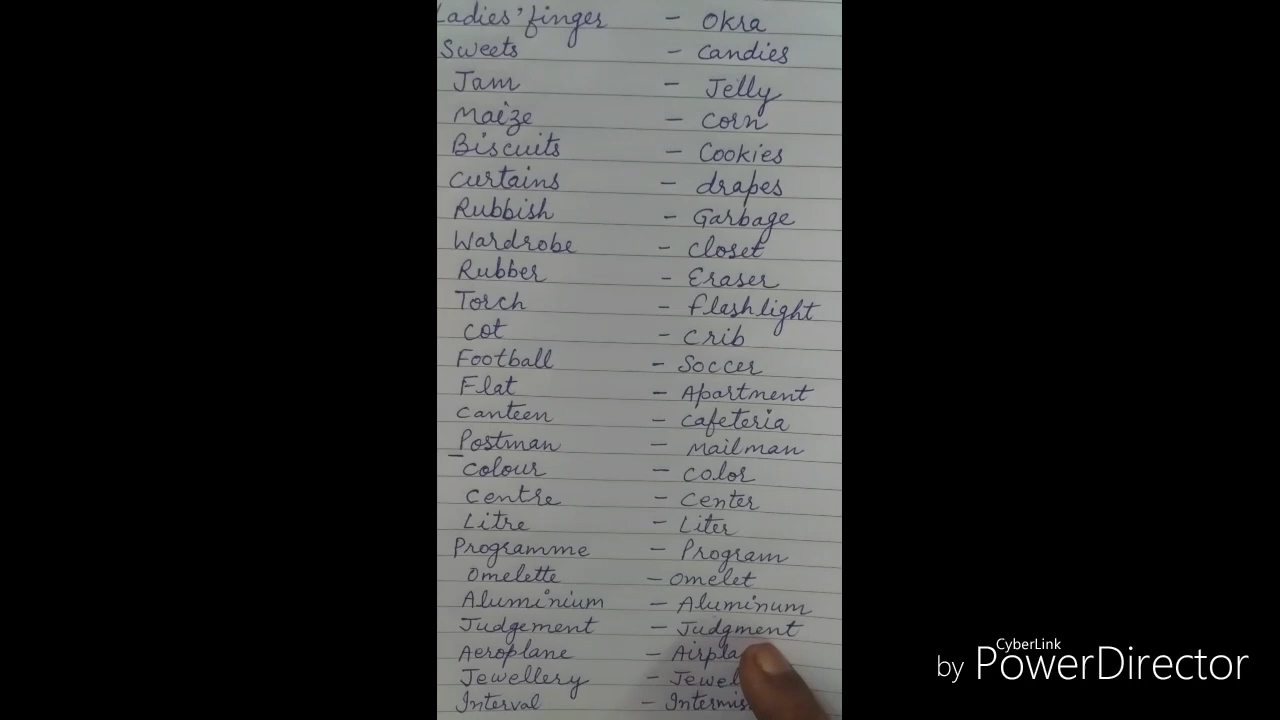 Ladies' finger - Okra
Sweets - Candies
Jam - Jelly
Maize - Corn
Biscuits - Cookies
Curtains - drapes
Rubbish - Garbage
Wardrobe - Closet
Rubber - Eraser
Torch - flashlight
Cot - Crib
Football - Soccer
Flat - Apartment
Canteen - Cafeteria
Postman - Mailman
Colour - Color
Centre - Center
Litre - Liter
Programme - Program
Omelette - Omelet
Aluminium - Aluminum
Judgement - Judgment
Aeroplane - Airpla
Jewellery - Jewel
Interval - Intermis
CyberLink
by PowerDirector